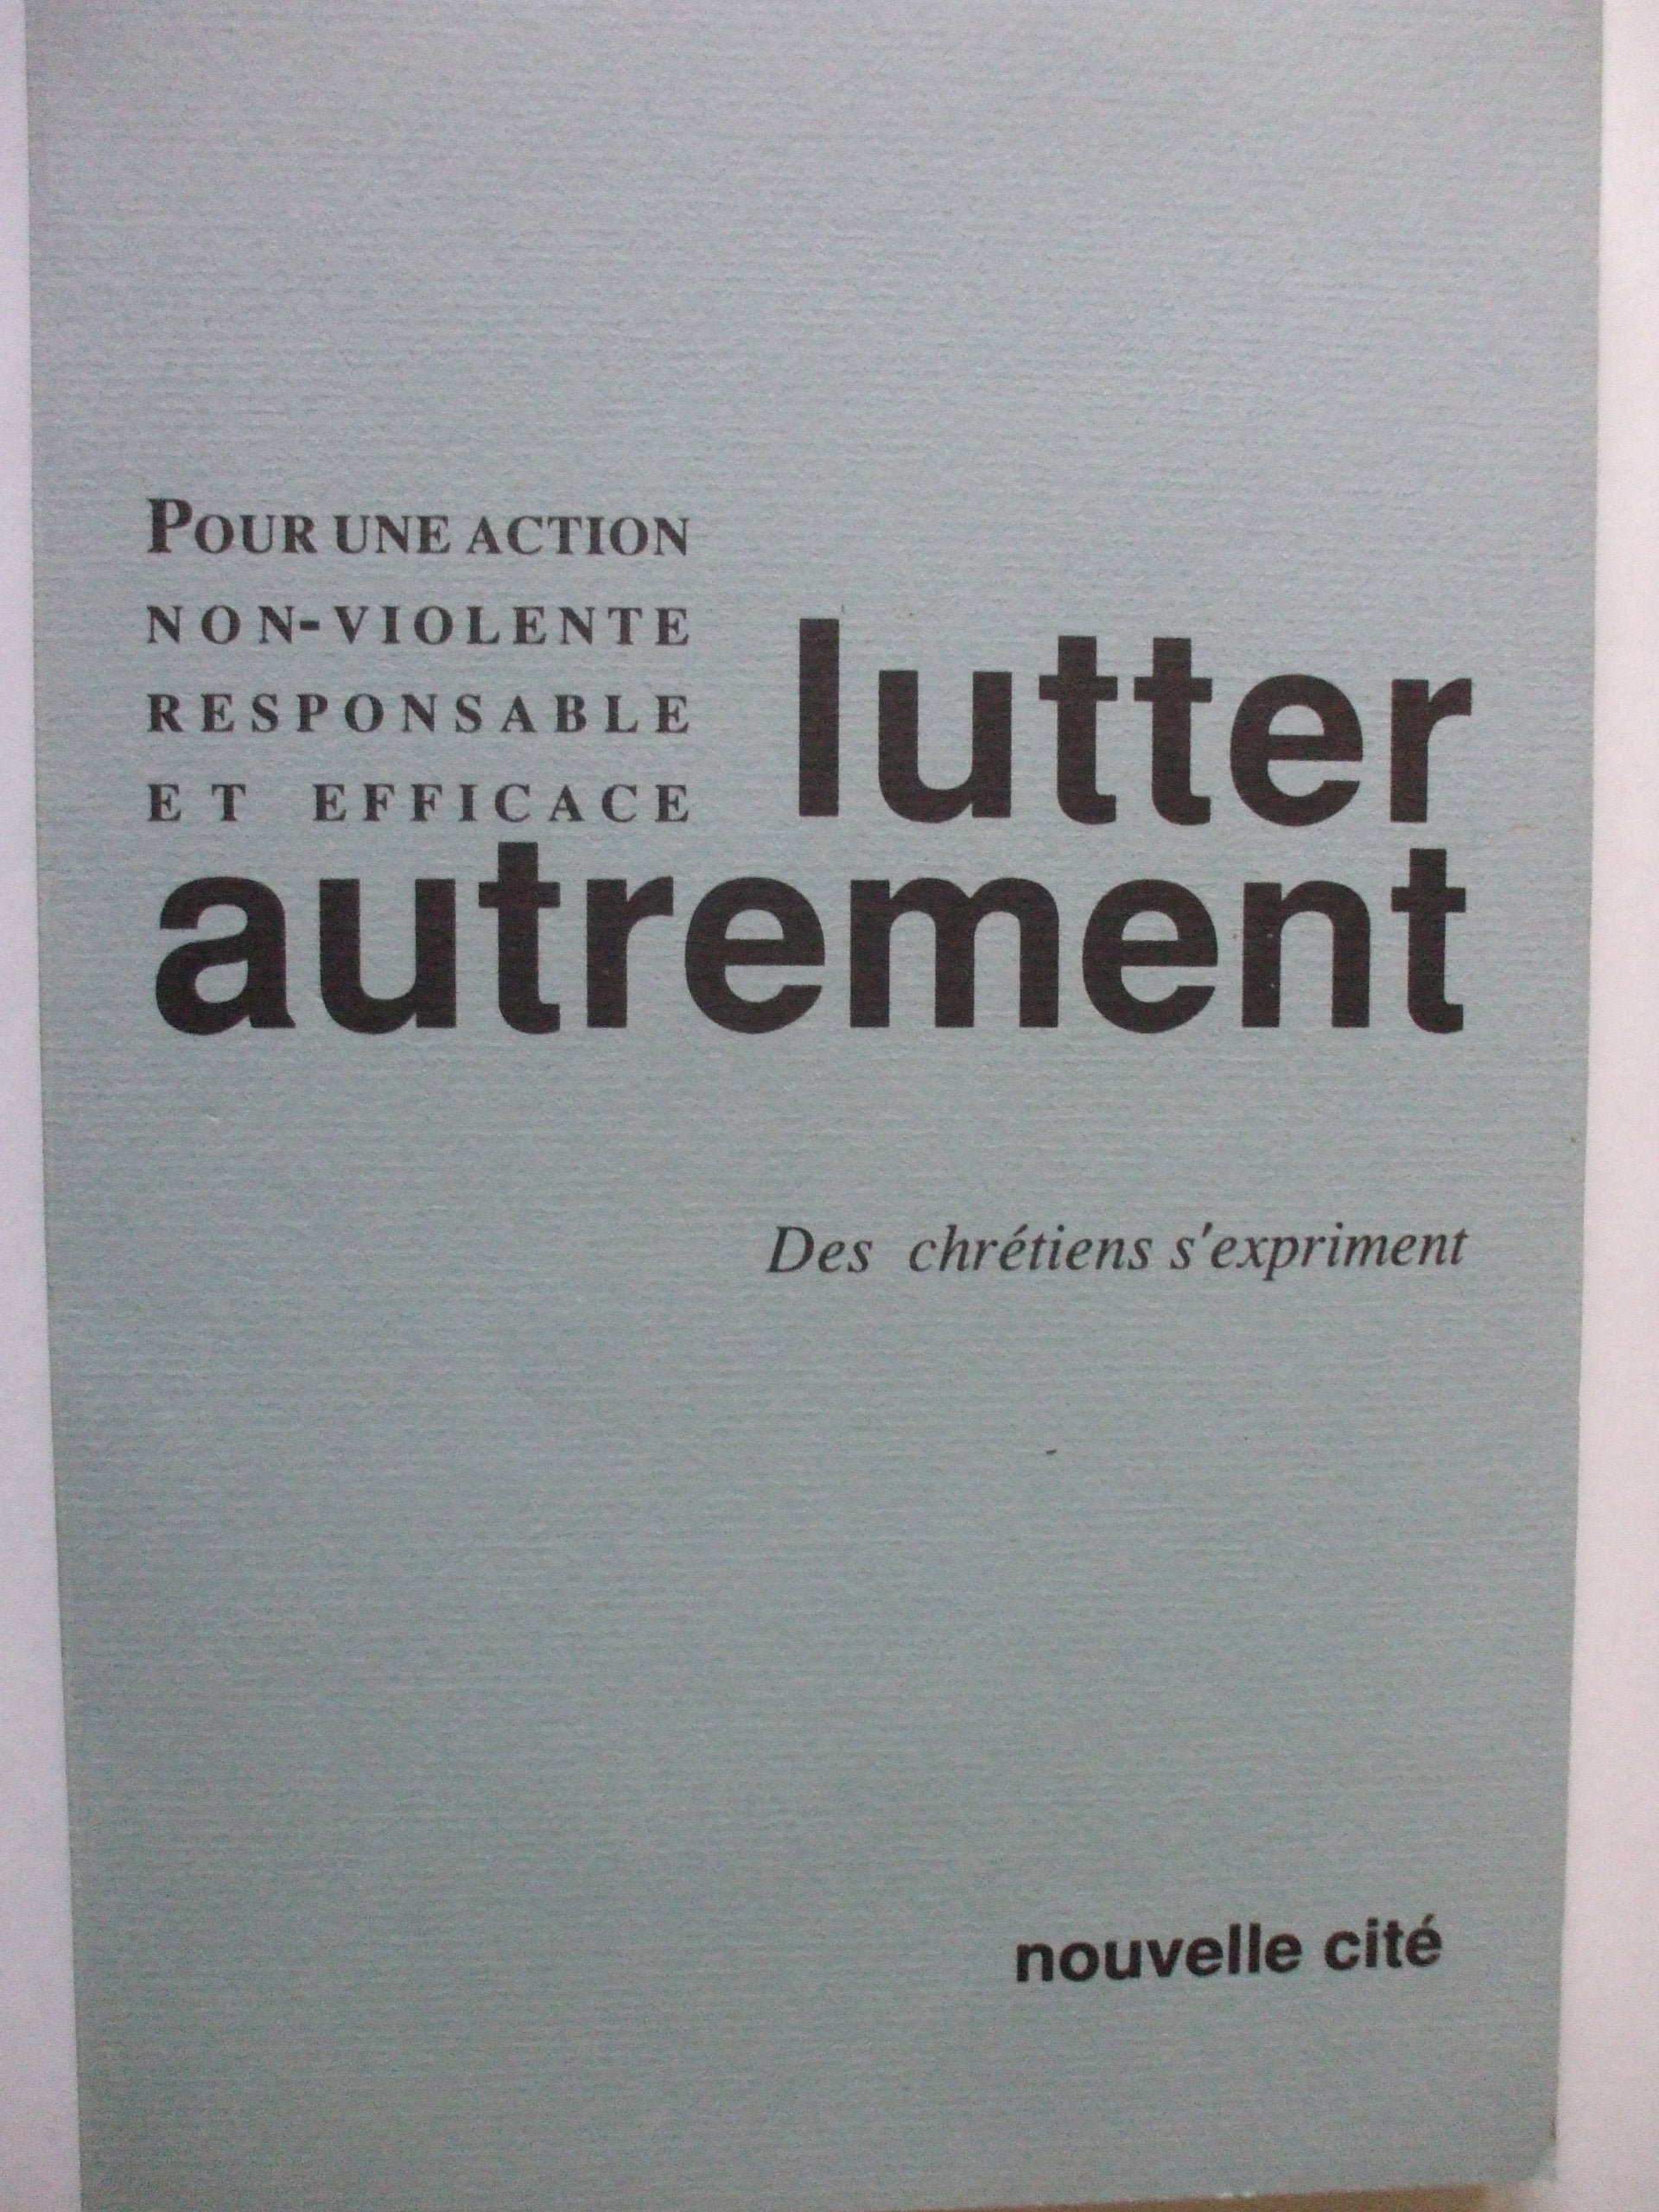 POUR UNE ACTION
NON-VIOLENTE
RESPONSABLE
ET EFFICACE
lutter
autrement
Des chrétiens s'expriment
nouvelle cité